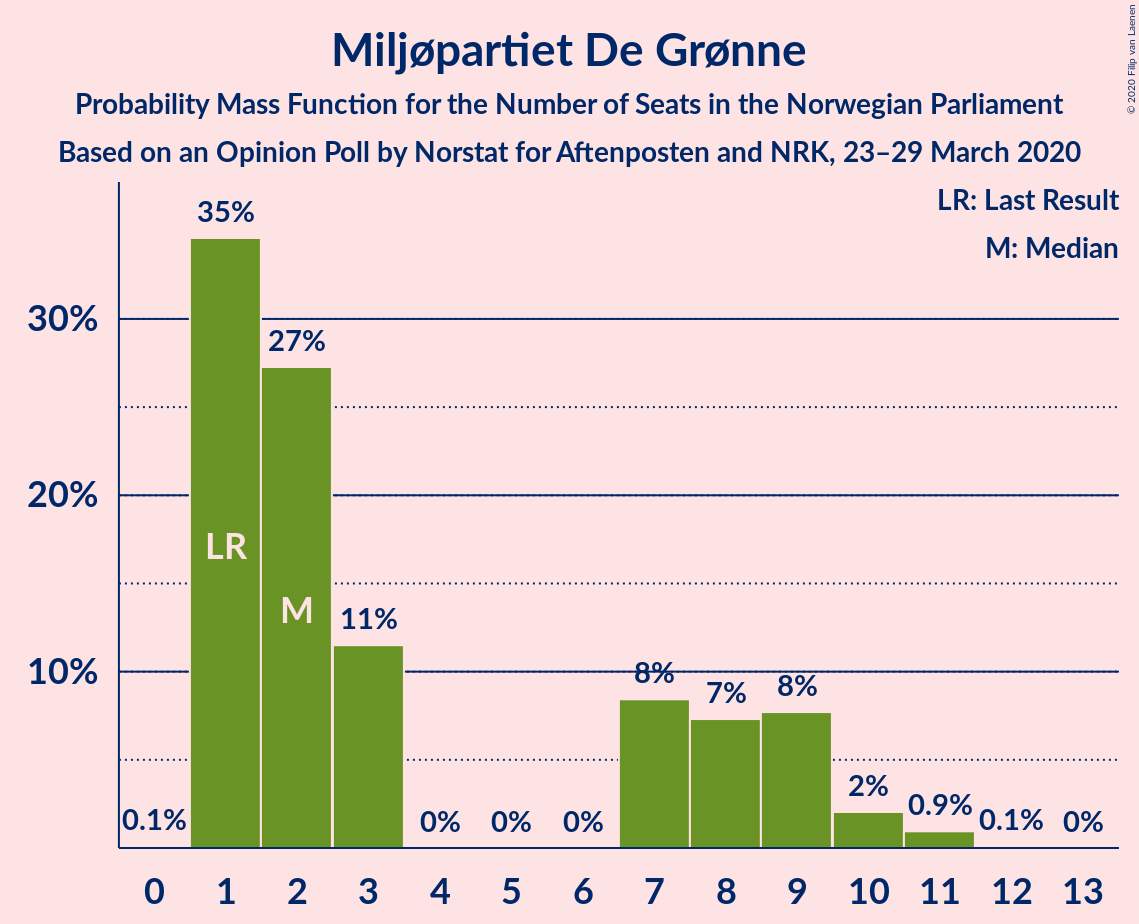 Miljøpartiet De Grønne
Probability Mass Function for the Number of Seats in the Norwegian Parliament
Based on an Opinion Poll by Norstat for Aftenposten and NRK, 23–29 March 2020
© 2020 Filip van Laenen
LR: Last Result
M: Median
35%
30%
27%
20%
LR
M
11%
10%
8%
7%
8%
2%
0.9%
0.1%
0%
0%
0%
0.1%
0%
0 1 2 3 4 5 6 7 8 9 10 11 12 13